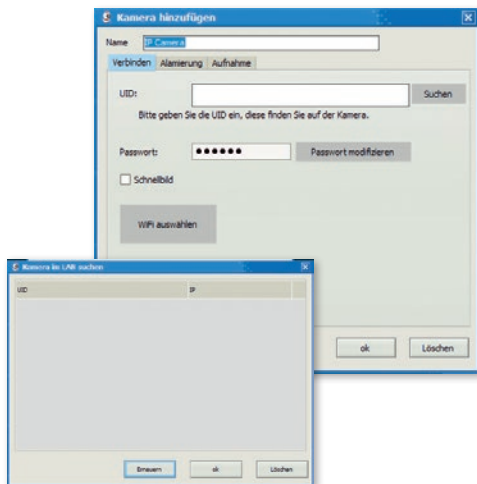 Kamera hinzufügen
Name
IP Camera
Verbinden Alamierung Aufnahme
UID:
Suchen
Bitte geben Sie die UID ein, diese finden Sie auf der Kamera.
Passwort:
●●●●●●
Passwort modifizieren
Schnellbild
WiFi auswählen
ok Löschen
Kamera im LAN suchen
UID IP
Erneuern ok Löschen